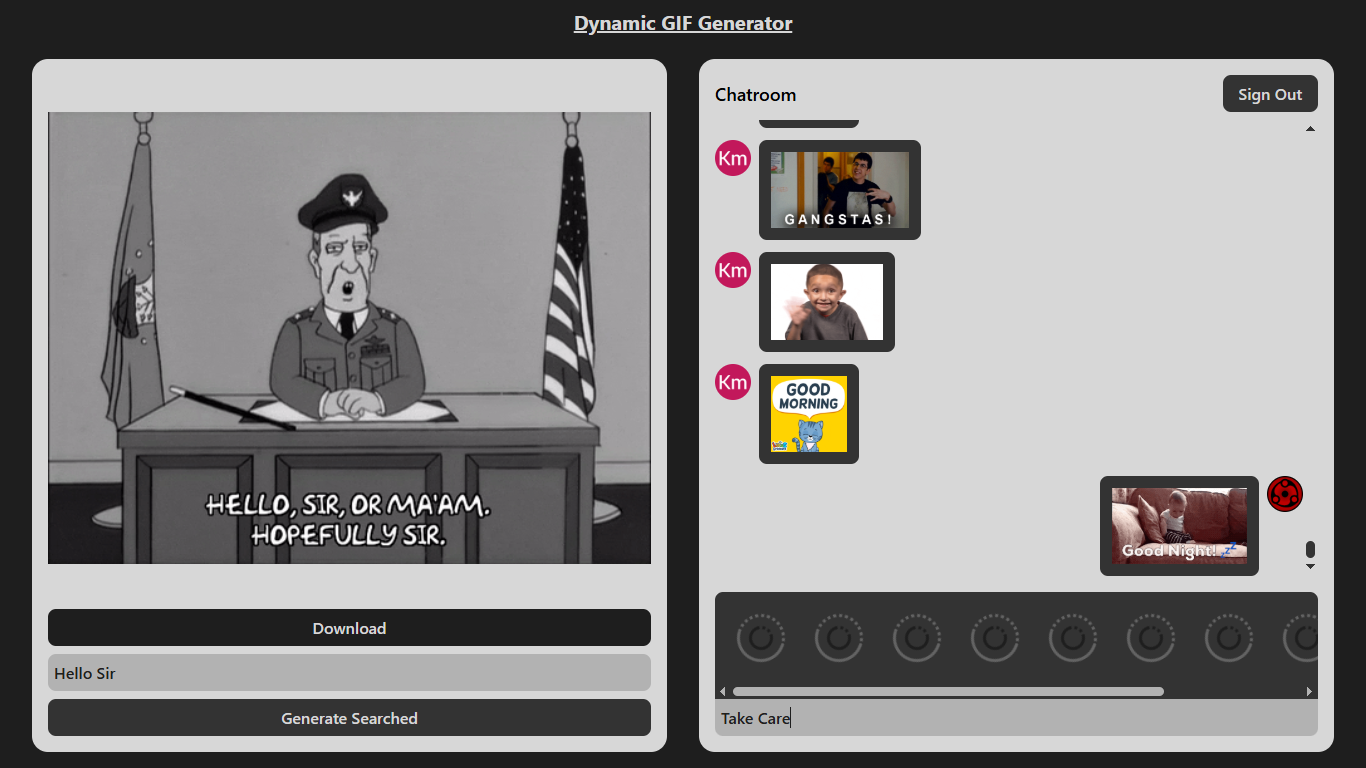 Dynamic GIF Generator
HELLO, SIR, OR MA'AM.
HOPEFULLY SIR.
Download
Hello Sir
Generate Searched
Chatroom
Sign Out
Km
GANGSTAS!
Km
Km
GOOD
MORNING
Good Night! 💤
Take Care